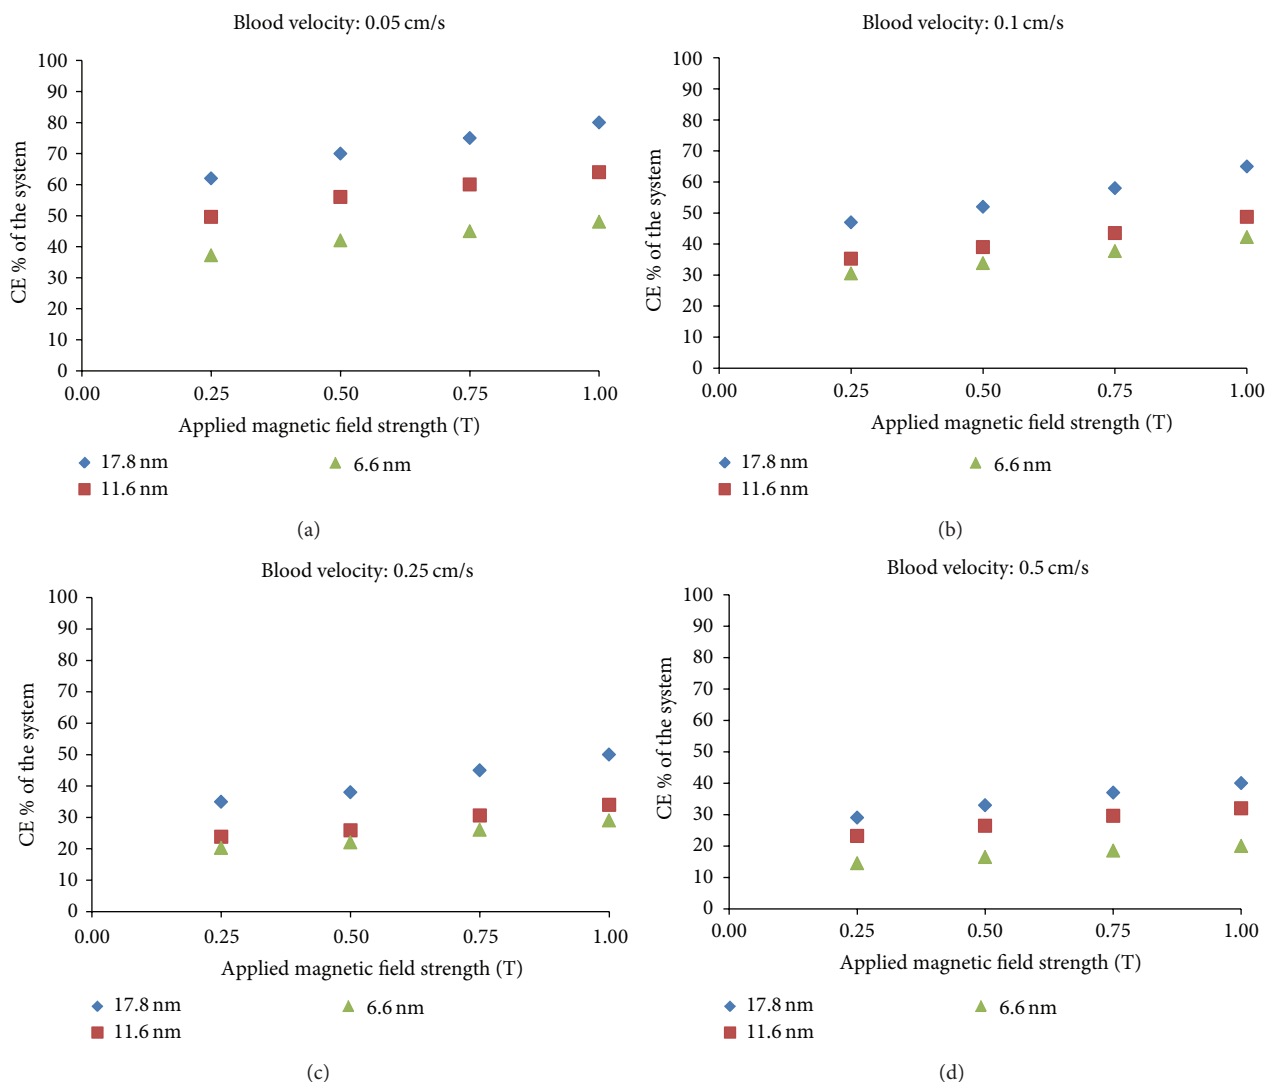 Blood velocity: 0.05 cm/s
100
90
80
70
60
50
40
30
20
10
0
CE % of the system
0.00 0.25 0.50 0.75 1.00
Applied magnetic field strength (T)
17.8 nm 6.6 nm
11.6 nm
(a)
Blood velocity: 0.1 cm/s
100
90
80
70
60
50
40
30
20
10
0
CE % of the system
0.00 0.25 0.50 0.75 1.00
Applied magnetic field strength (T)
17.8 nm 6.6 nm
11.6 nm
(b)
Blood velocity: 0.25 cm/s
100
90
80
70
60
50
40
30
20
10
0
CE % of the system
0.00 0.25 0.50 0.75 1.00
Applied magnetic field strength (T)
17.8 nm 6.6 nm
11.6 nm
(c)
Blood velocity: 0.5 cm/s
100
90
80
70
60
50
40
30
20
10
0
CE % of the system
0.00 0.25 0.50 0.75 1.00
Applied magnetic field strength (T)
17.8 nm 6.6 nm
11.6 nm
(d)